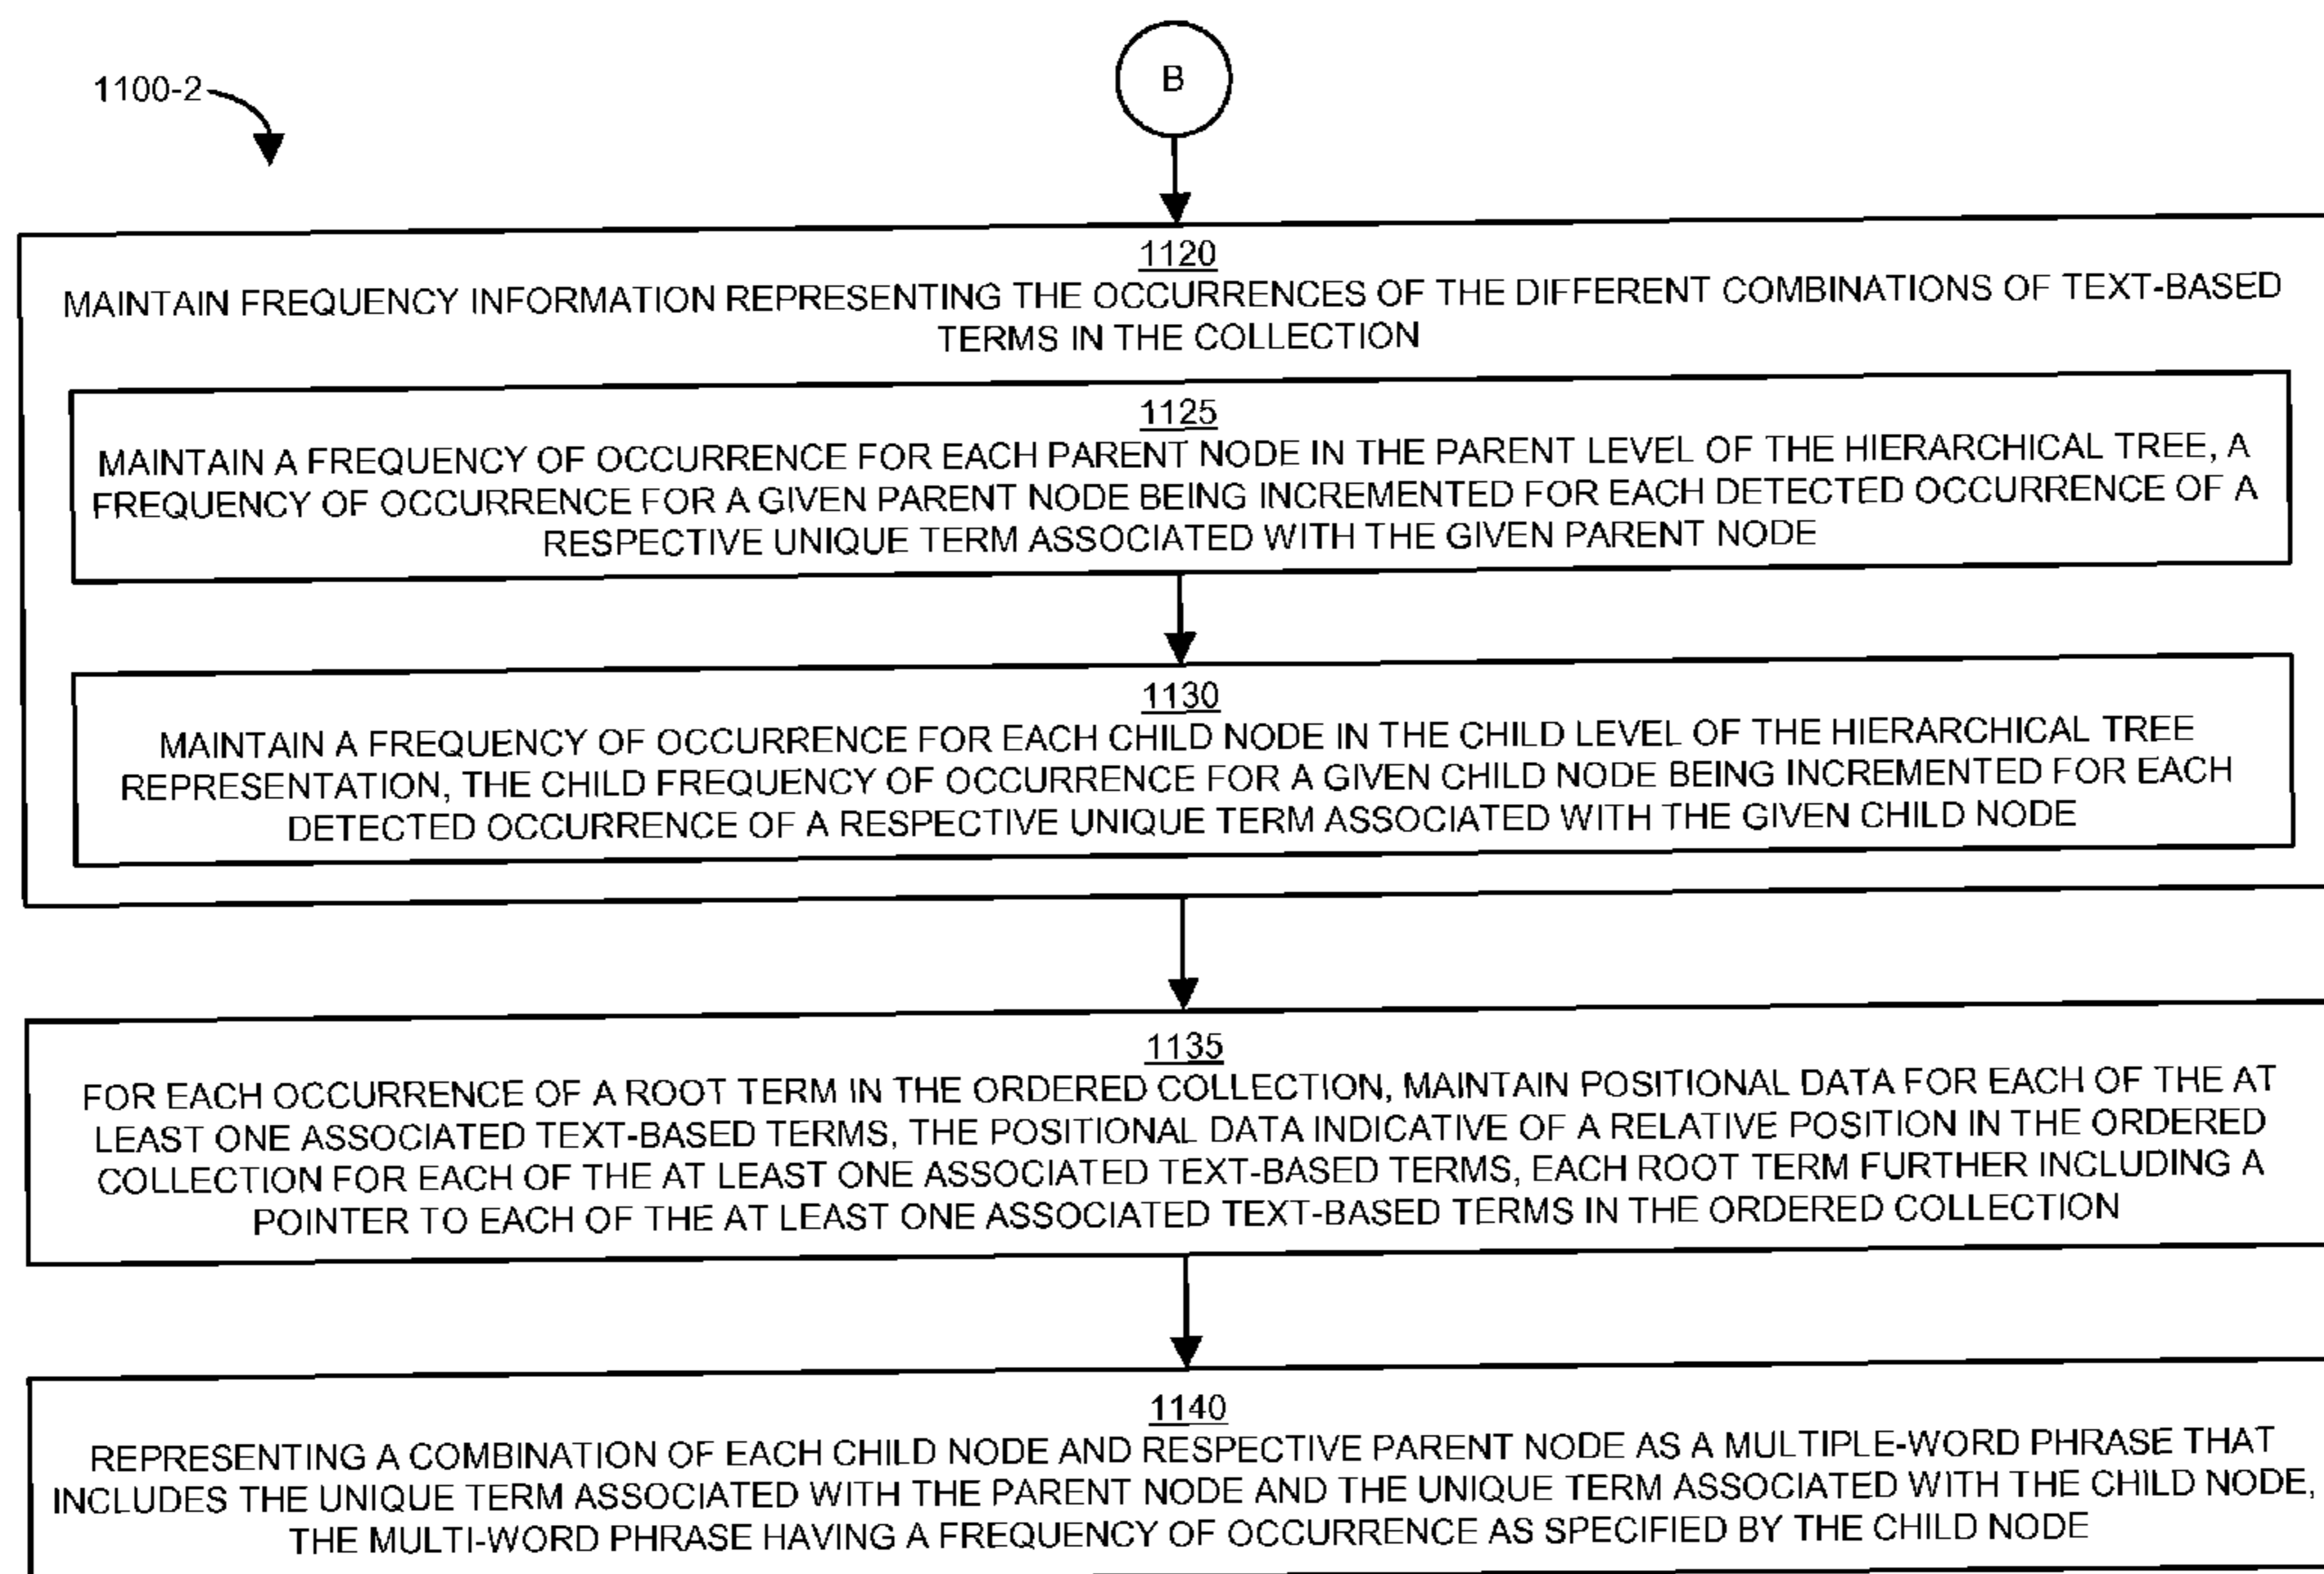 B
1100-2
1120
MAINTAIN FREQUENCY INFORMATION REPRESENTING THE OCCURRENCES OF THE DIFFERENT COMBINATIONS OF TEXT-BASED
TERMS IN THE COLLECTION
1125
MAINTAIN A FREQUENCY OF OCCURRENCE FOR EACH PARENT NODE IN THE PARENT LEVEL OF THE HIERARCHICAL TREE, A
FREQUENCY OF OCCURRENCE FOR A GIVEN PARENT NODE BEING INCREMENTED FOR EACH DETECTED OCCURRENCE OF A
RESPECTIVE UNIQUE TERM ASSOCIATED WITH THE GIVEN PARENT NODE
1130
MAINTAIN A FREQUENCY OF OCCURRENCE FOR EACH CHILD NODE IN THE CHILD LEVEL OF THE HIERARCHICAL TREE
REPRESENTATION, THE CHILD FREQUENCY OF OCCURRENCE FOR A GIVEN CHILD NODE BEING INCREMENTED FOR EACH
DETECTED OCCURRENCE OF A RESPECTIVE UNIQUE TERM ASSOCIATED WITH THE GIVEN CHILD NODE
1135
FOR EACH OCCURRENCE OF A ROOT TERM IN THE ORDERED COLLECTION, MAINTAIN POSITIONAL DATA FOR EACH OF THE AT
LEAST ONE ASSOCIATED TEXT-BASED TERMS, THE POSITIONAL DATA INDICATIVE OF A RELATIVE POSITION IN THE ORDERED
COLLECTION FOR EACH OF THE AT LEAST ONE ASSOCIATED TEXT-BASED TERMS, EACH ROOT TERM FURTHER INCLUDING A
POINTER TO EACH OF THE AT LEAST ONE ASSOCIATED TEXT-BASED TERMS IN THE ORDERED COLLECTION
1140
REPRESENTING A COMBINATION OF EACH CHILD NODE AND RESPECTIVE PARENT NODE AS A MULTIPLE-WORD PHRASE THAT
INCLUDES THE UNIQUE TERM ASSOCIATED WITH THE PARENT NODE AND THE UNIQUE TERM ASSOCIATED WITH THE CHILD NODE,
THE MULTI-WORD PHRASE HAVING A FREQUENCY OF OCCURRENCE AS SPECIFIED BY THE CHILD NODE